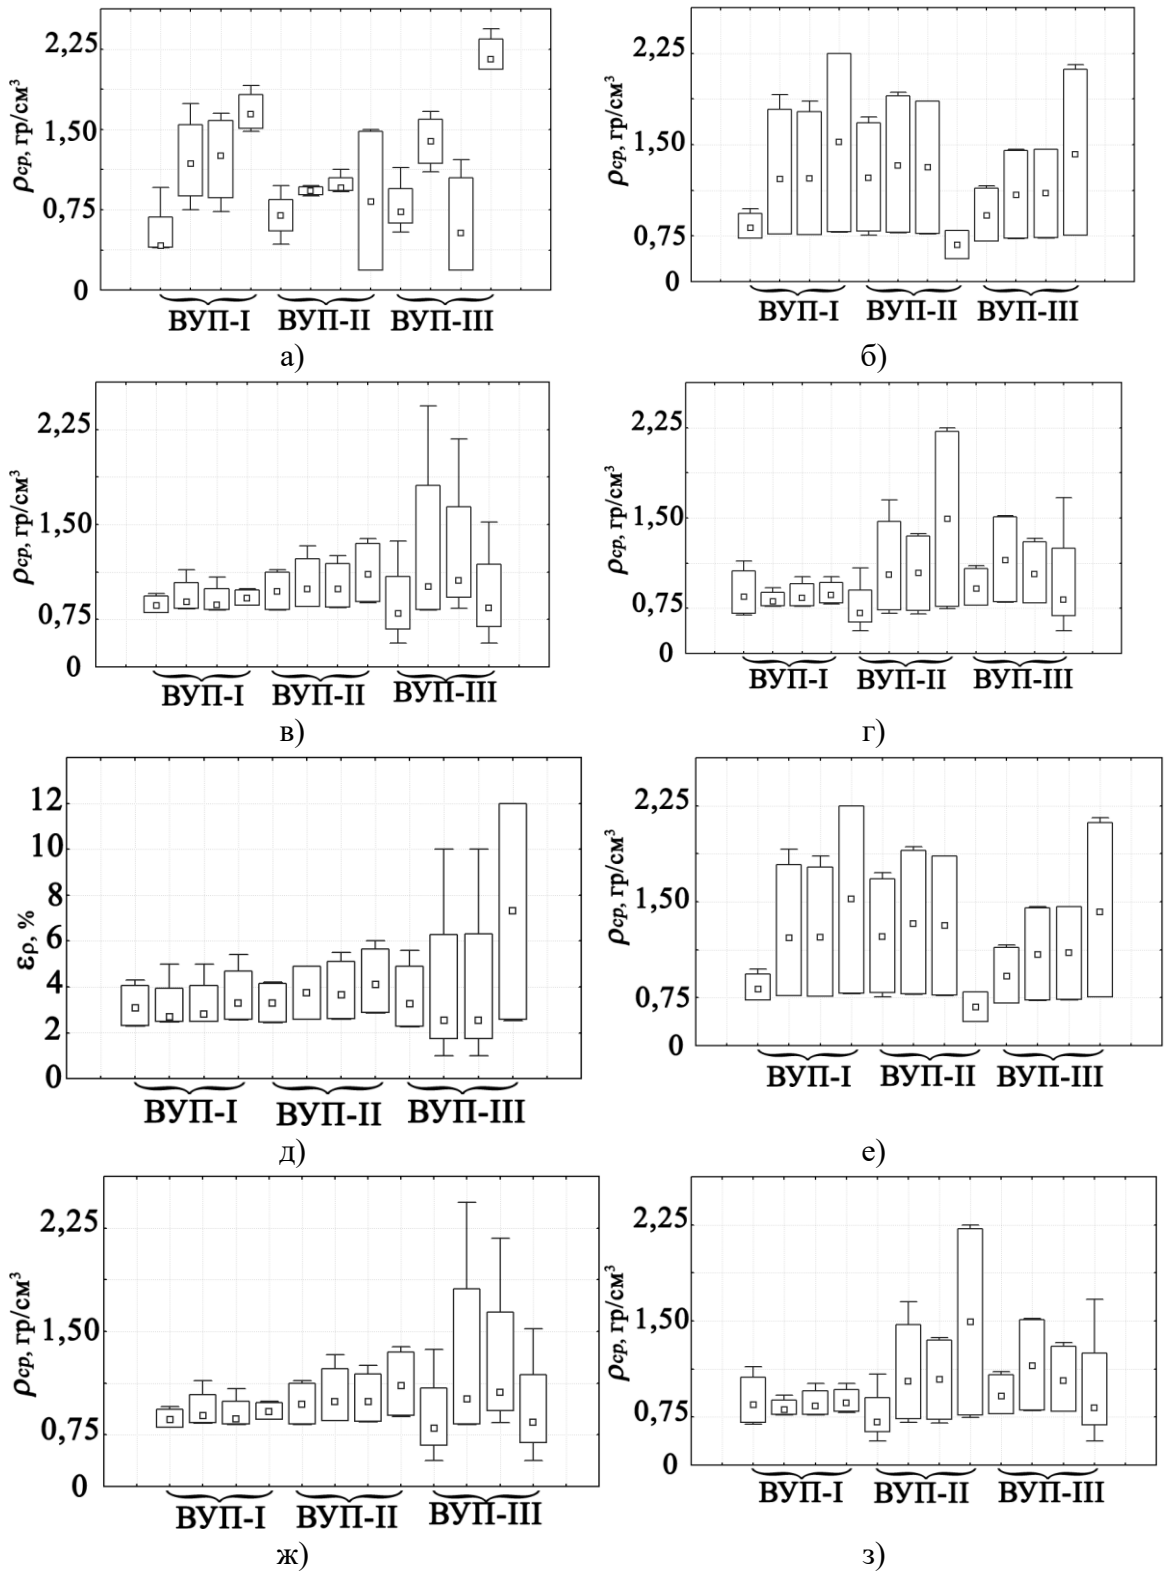 2,25
1,50
0,75
0
ρср, гр/см³
ВУП-I ВУП-II ВУП-III
а)
2,25
1,50
0,75
0
ρср, гр/см³
ВУП-I ВУП-II ВУП-III
б)
2,25
1,50
0,75
0
ρср, гр/см³
ВУП-I ВУП-II ВУП-III
в)
2,25
1,50
0,75
0
ρср, гр/см³
ВУП-I ВУП-II ВУП-III
г)
12
10
8
6
4
2
0
ερ, %
ВУП-I ВУП-II ВУП-III
д)
2,25
1,50
0,75
0
ρср, гр/см³
ВУП-I ВУП-II ВУП-III
е)
2,25
1,50
0,75
0
ρср, гр/см³
ВУП-I ВУП-II ВУП-III
ж)
2,25
1,50
0,75
0
ρср, гр/см³
ВУП-I ВУП-II ВУП-III
з)